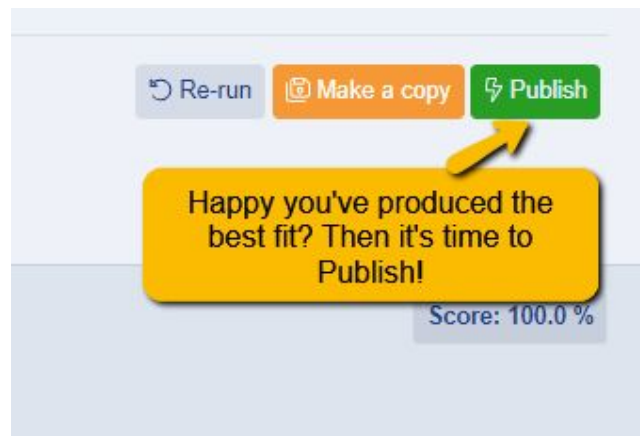 Re-run Make a copy Publish
Happy you've produced the
best fit? Then it's time to
Publish!
Score: 100.0 %